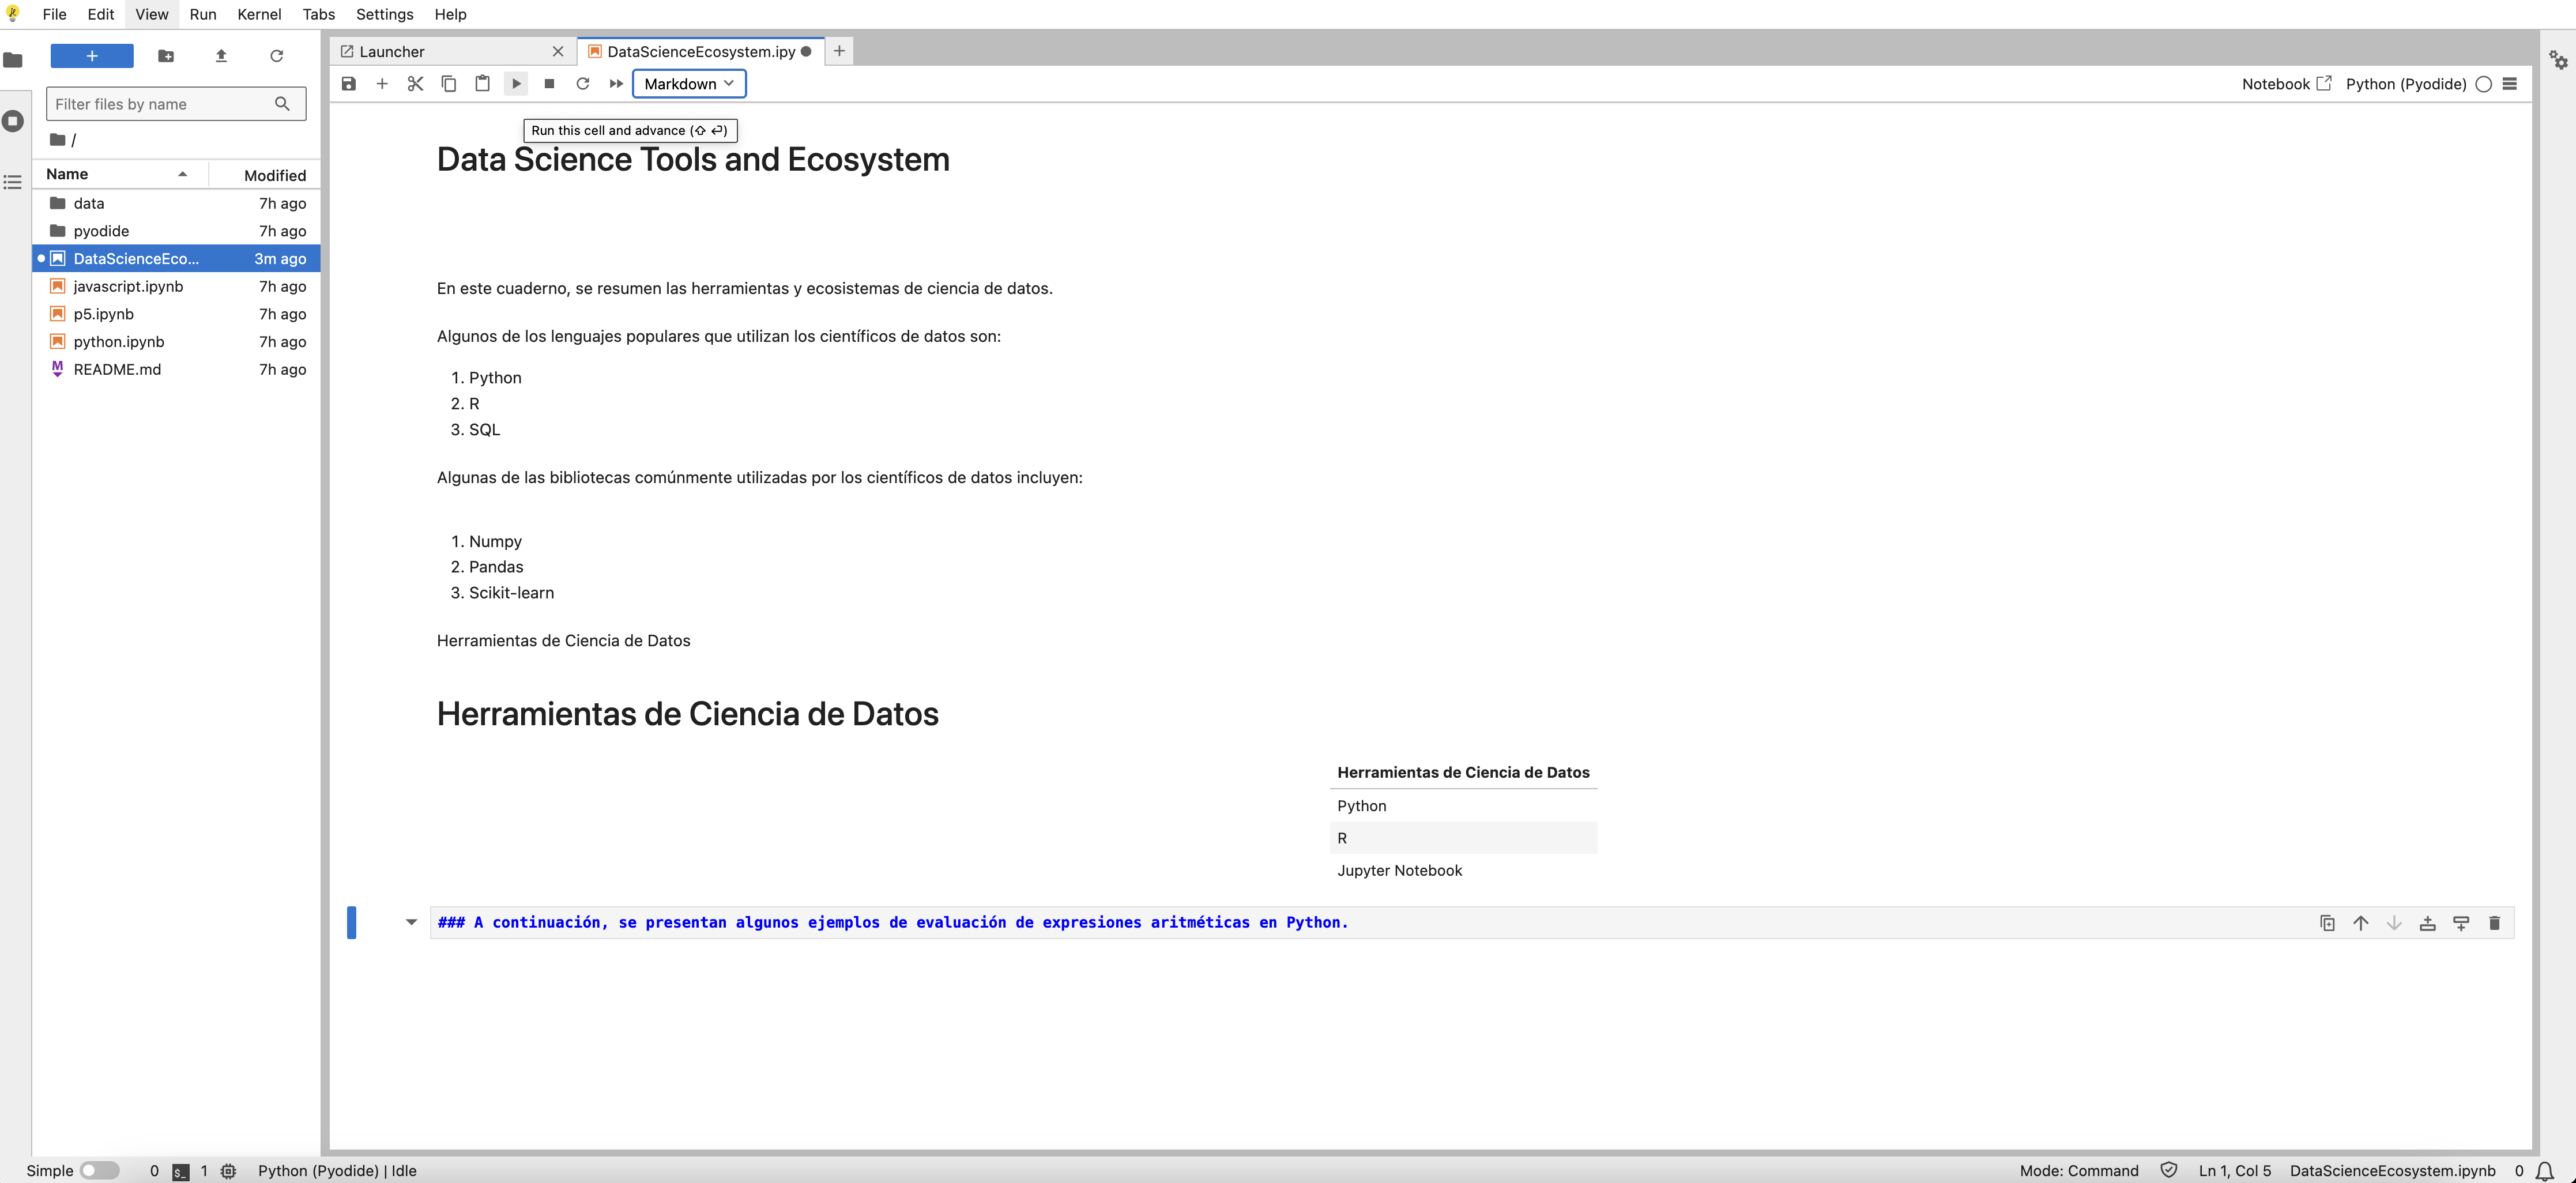 File Edit View Run Kernel Tabs Settings Help
+
Filter files by name
/
Name Modified
data 7h ago
pyodide 7h ago
DataScienceEco... 3m ago
javascript.ipynb 7h ago
p5.ipynb 7h ago
python.ipynb 7h ago
README.md 7h ago
Launcher DataScienceEcosystem.ipy
Markdown Notebook Python (Pyodide)
Run this cell and advance (⇧ ⏎)
Data Science Tools and Ecosystem
En este cuaderno, se resumen las herramientas y ecosistemas de ciencia de datos.
Algunos de los lenguajes populares que utilizan los científicos de datos son:
1. Python
2. R
3. SQL
Algunas de las bibliotecas comúnmente utilizadas por los científicos de datos incluyen:
1. Numpy
2. Pandas
3. Scikit-learn
Herramientas de Ciencia de Datos
Herramientas de Ciencia de Datos
Herramientas de Ciencia de Datos
Python
R
Jupyter Notebook
### A continuación, se presentan algunos ejemplos de evaluación de expresiones aritméticas en Python.
Simple 0 $_ 1 Python (Pyodide) | Idle Mode: Command Ln 1, Col 5 DataScienceEcosystem.ipynb 0